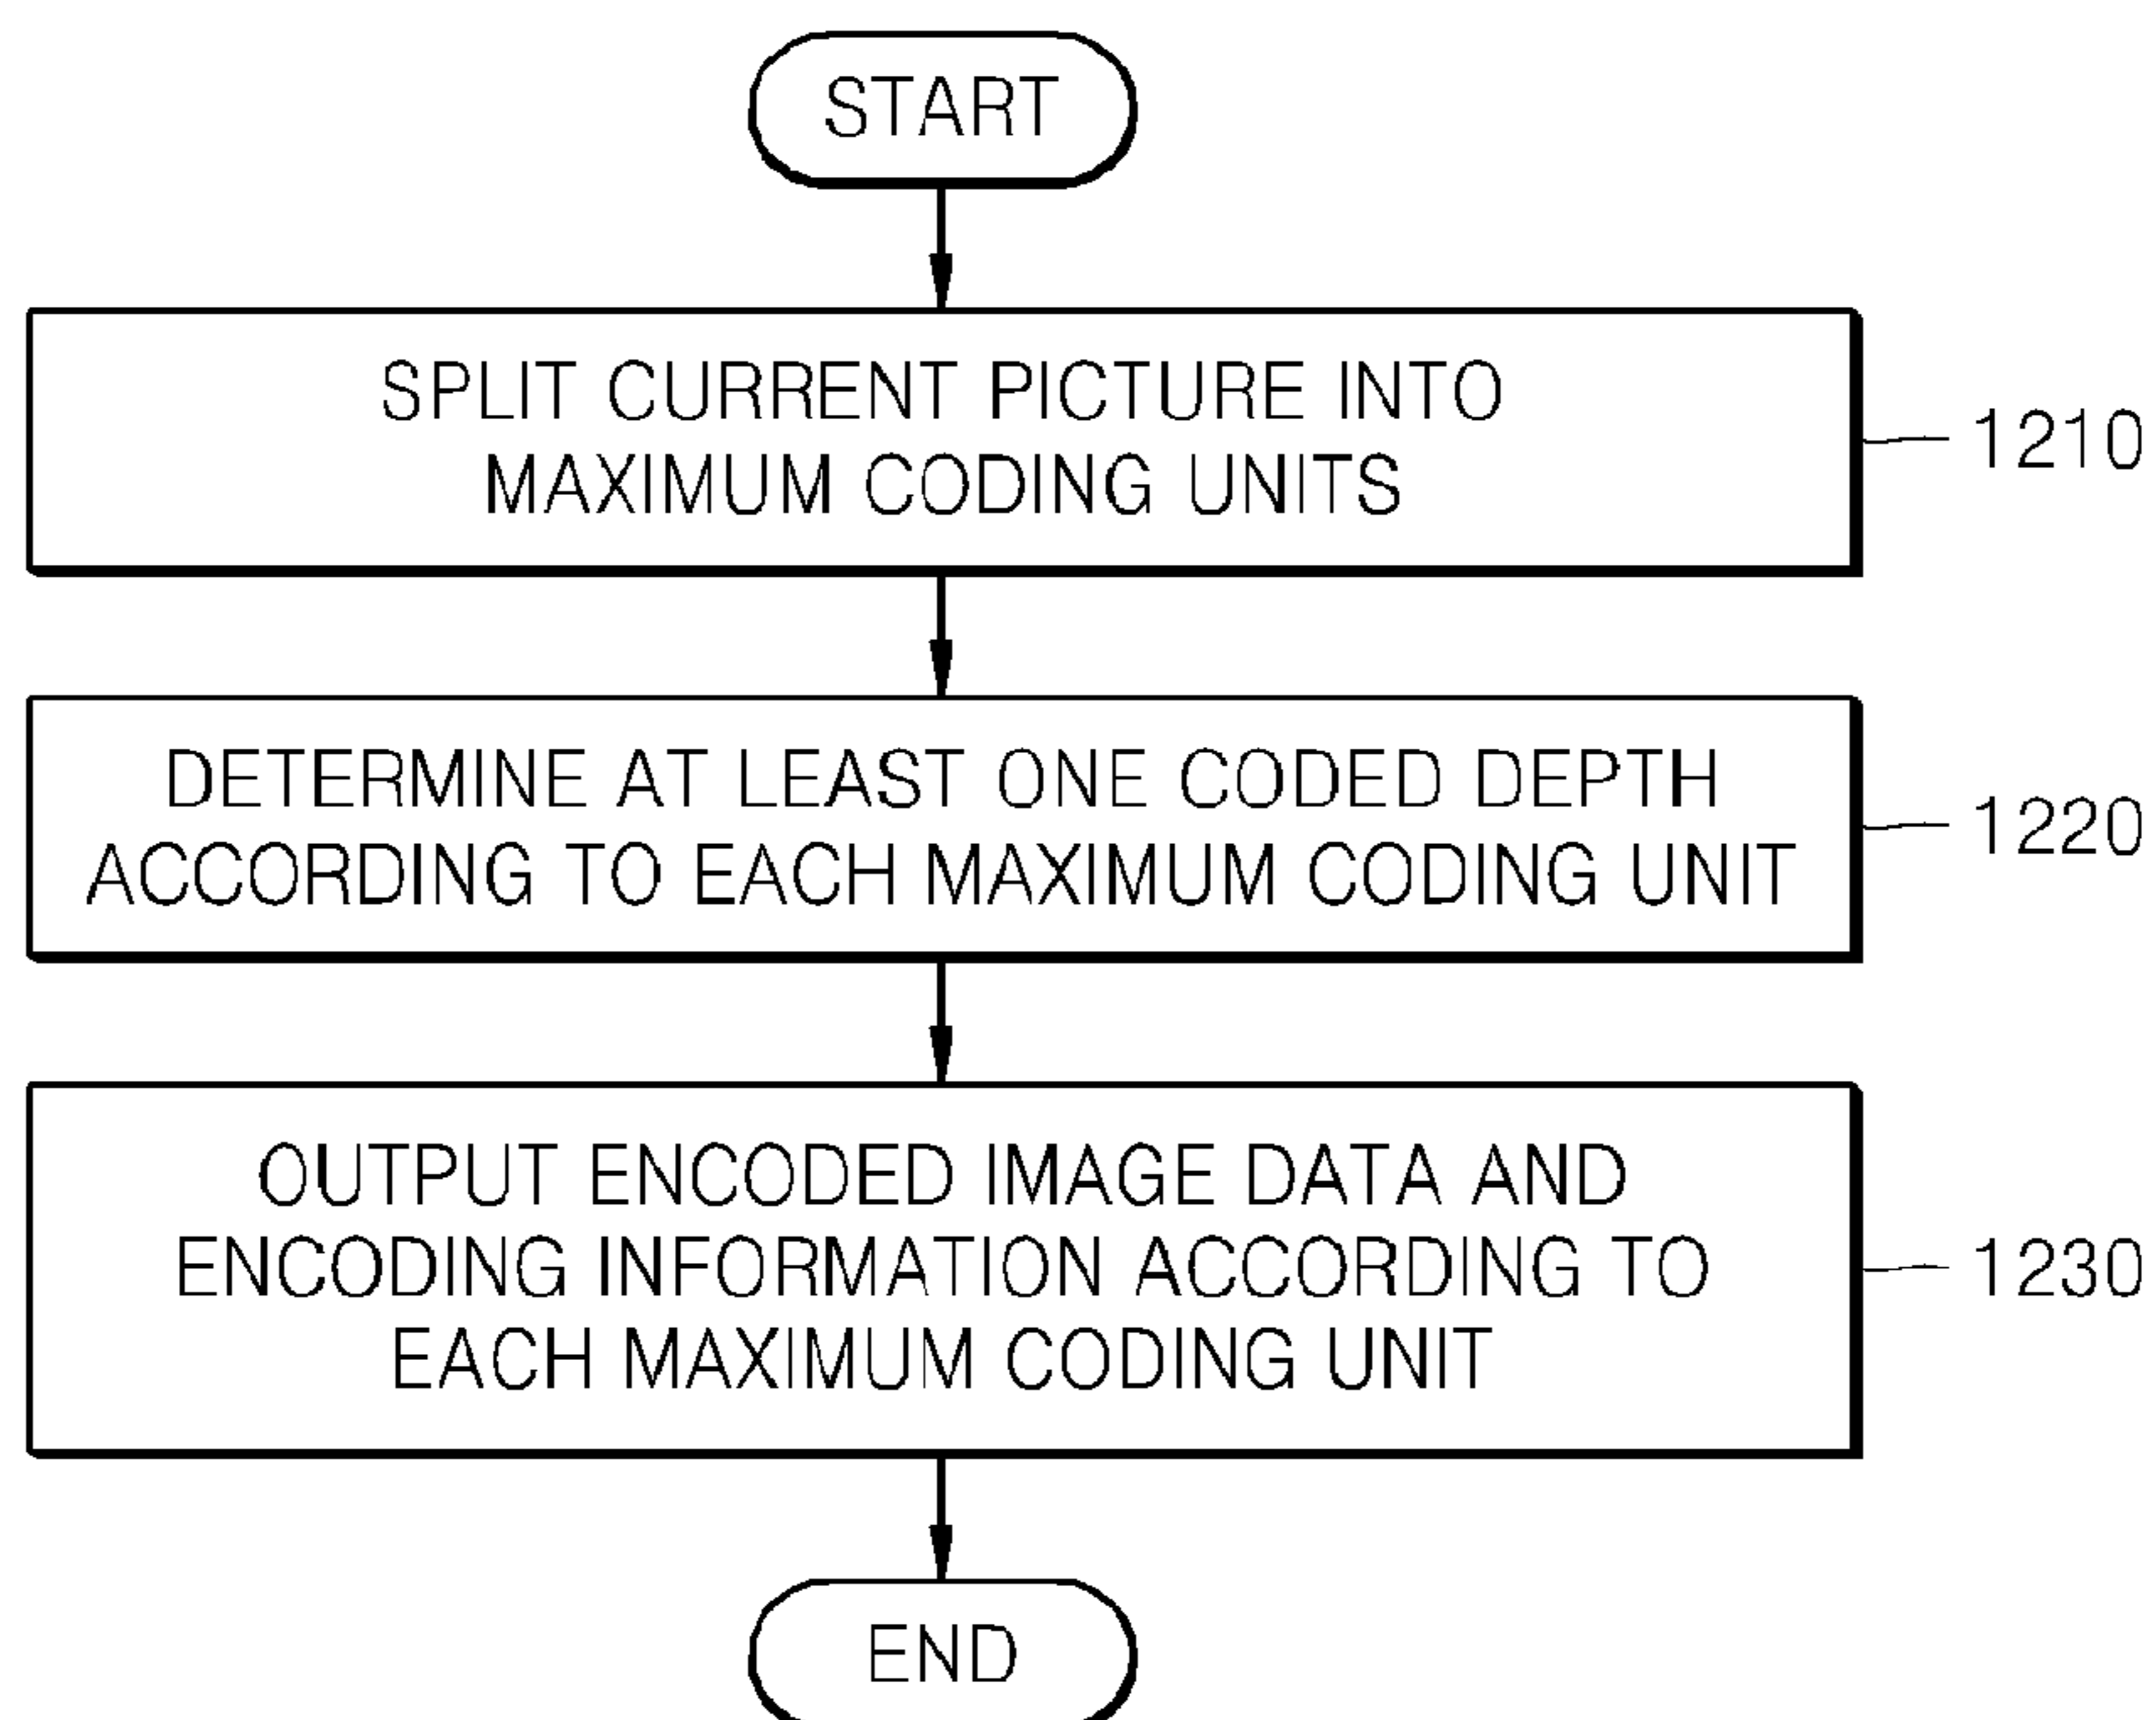 START
SPLIT CURRENT PICTURE INTO
MAXIMUM CODING UNITS
1210
DETERMINE AT LEAST ONE CODED DEPTH
ACCORDING TO EACH MAXIMUM CODING UNIT
1220
OUTPUT ENCODED IMAGE DATA AND
ENCODING INFORMATION ACCORDING TO
EACH MAXIMUM CODING UNIT
1230
END